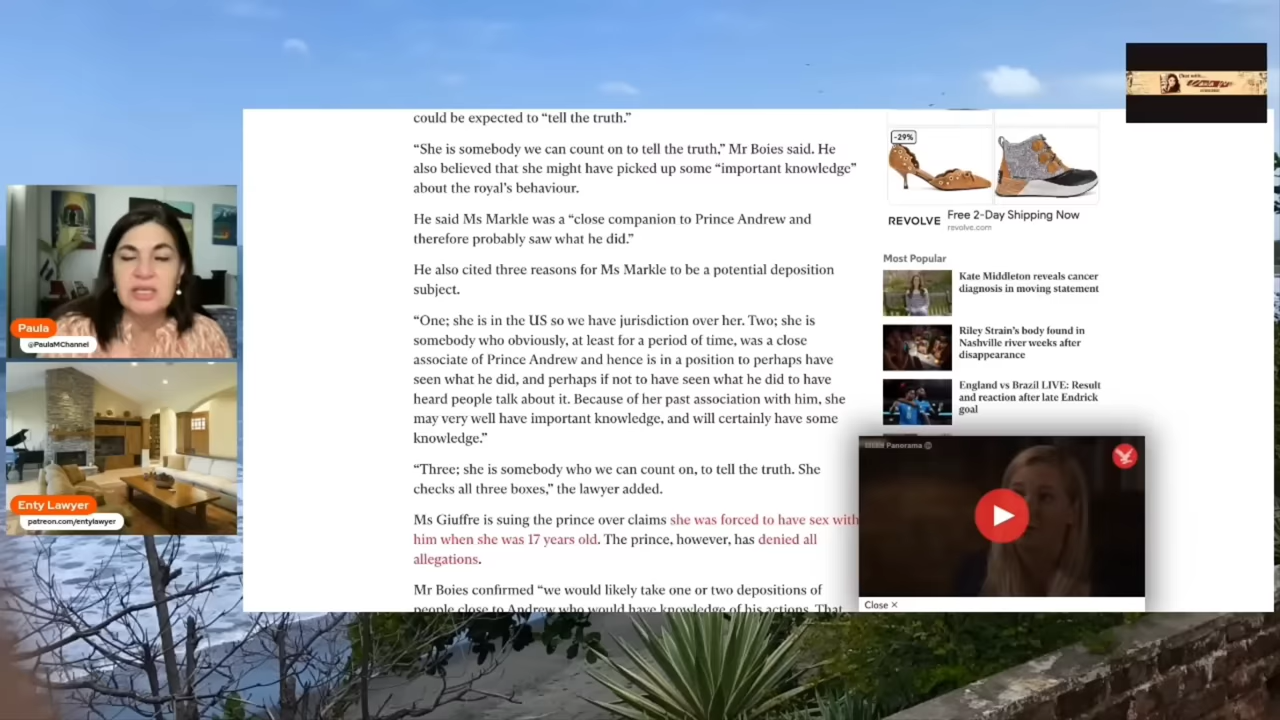 could be expected to “tell the truth.”
“She is somebody we can count on to tell the truth,” Mr Boies said. He
also believed that she might have picked up some “important knowledge”
about the royal’s behaviour.
He said Ms Markle was a “close companion to Prince Andrew and
therefore probably saw what he did.”
He also cited three reasons for Ms Markle to be a potential deposition
subject.
“One; she is in the US so we have jurisdiction over her. Two; she is
somebody who obviously, at least for a period of time, was a close
associate of Prince Andrew and hence is in a position to perhaps have
seen what he did, and perhaps if not to have seen what he did to have
heard people talk about it. Because of her past association with him, she
may very well have important knowledge, and will certainly have some
knowledge.”
“Three; she is somebody who we can count on, to tell the truth. She
checks all three boxes,” the lawyer added.
Ms Giuffre is suing the prince over claims she was forced to have sex with
him when she was 17 years old. The prince, however, has denied all
allegations.
Mr Boies confirmed “we would likely take one or two depositions of
people close to Andrew who would have knowledge of his actions. That
-29%
REVOLVE
Free 2-Day Shipping Now
revolve.com
Most Popular
Kate Middleton reveals cancer
diagnosis in moving statement
Riley Strain’s body found in
Nashville river weeks after
disappearance
England vs Brazil LIVE: Result
and reaction after late Endrick
goal
Panorama
Close ×
Paula
@PaulaMChannel
Enty Lawyer
patreon.com/entylawyer